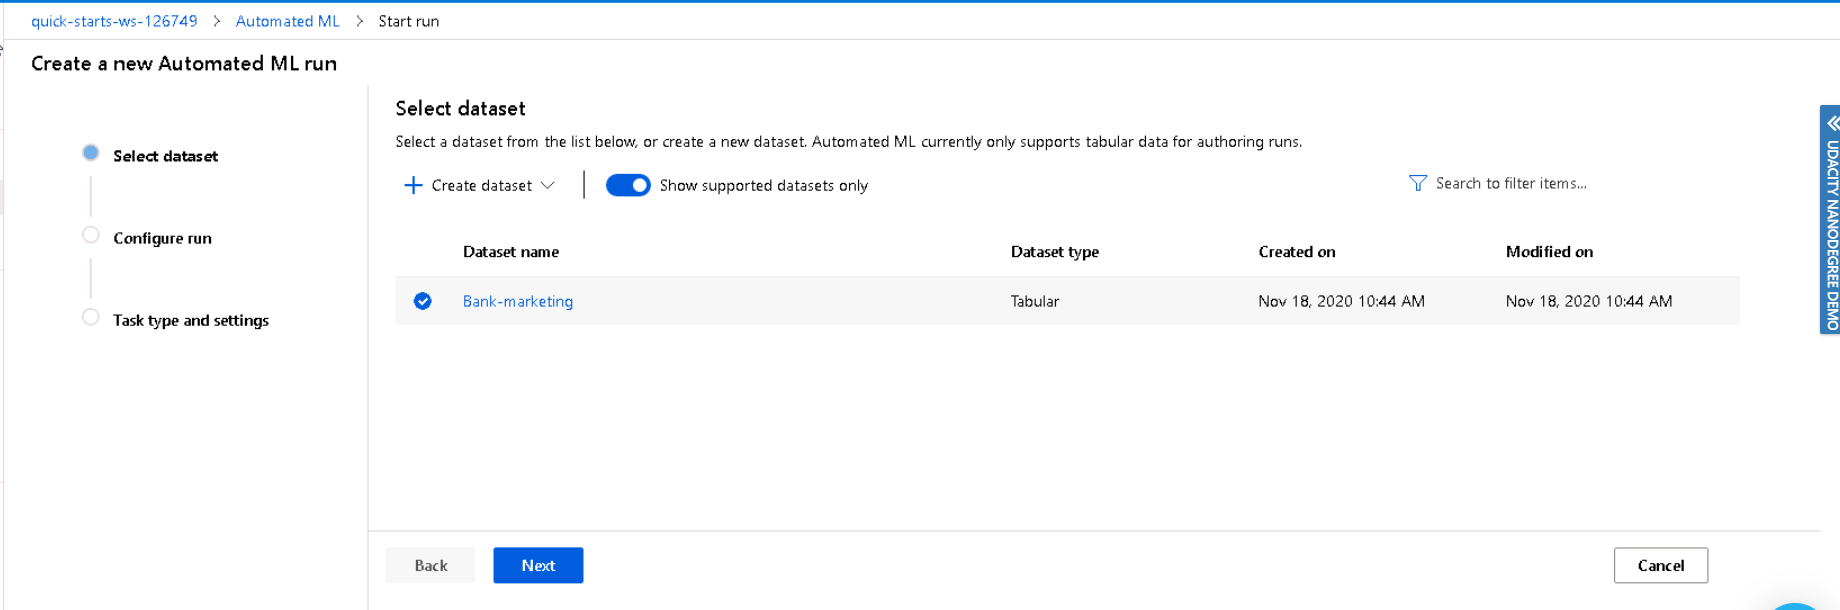 quick-starts-ws-126749 > Automated ML > Start run
Create a new Automated ML run
Select dataset
Configure run
Task type and settings
Select dataset
Select a dataset from the list below, or create a new dataset. Automated ML currently only supports tabular data for authoring runs.
Create dataset
Show supported datasets only
Search to filter items...
Dataset name Dataset type Created on Modified on
Bank-marketing Tabular Nov 18, 2020 10:44 AM Nov 18, 2020 10:44 AM
Back Next Cancel
UDACITY NANODEGREE DEMO